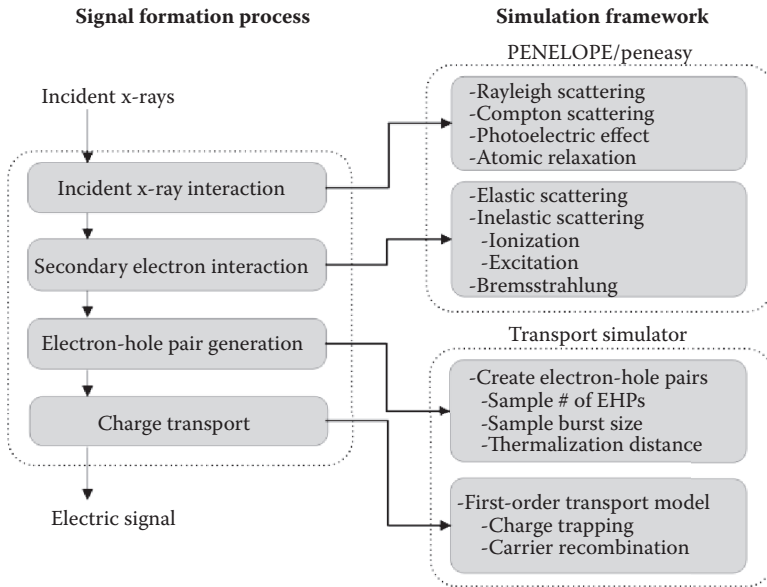 Signal formation process
Incident x-rays
Incident x-ray interaction
Secondary electron interaction
Electron-hole pair generation
Charge transport
Electric signal
Simulation framework
PENELOPE/peneasy
-Rayleigh scattering
-Compton scattering
-Photoelectric effect
-Atomic relaxation
-Elastic scattering
-Inelastic scattering
-Ionization
-Excitation
-Bremsstrahlung
Transport simulator
-Create electron-hole pairs
-Sample # of EHPs
-Sample burst size
-Thermalization distance
-First-order transport model
-Charge trapping
-Carrier recombination